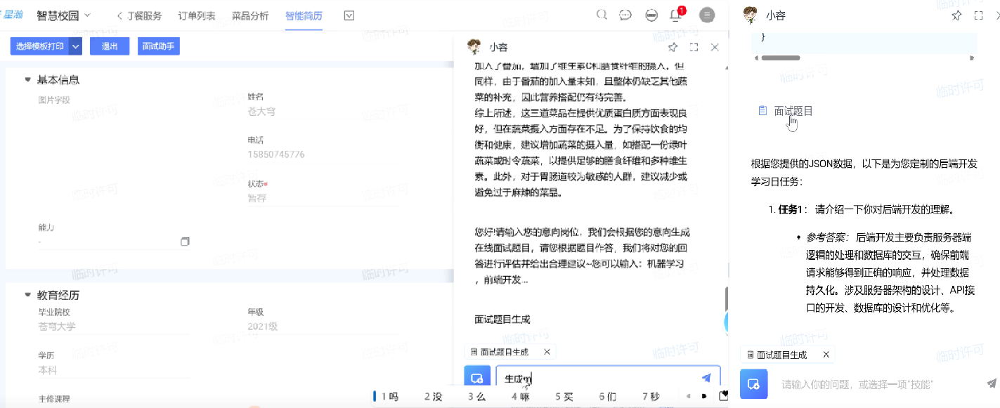 星瀚
智慧校园
订餐服务
订单列表
菜品分析
智能简历
1
选择模板打印
退出
面试助手
基本信息
图片字段
姓名
苍大穹
电话
15850745776
状态*
暂存
能力
-
教育经历
毕业院校
苍穹大学
年级
2021级
学历
本科
主修课程
小容
加入了番茄，增加了维生素C和膳食纤维的摄入，但
同样，由于番茄的加入量未知，且整体仍缺乏其他蔬
菜的补充，因此营养搭配仍有待完善。
综上所述，这三道菜品在提供优质蛋白质方面表现良
好，但在蔬菜摄入方面存在不足。为了保持饮食的均
衡和健康，建议增加蔬菜的摄入量，如搭配一份绿叶
蔬菜或时令蔬菜，以提供足够的膳食纤维和多种维生
素。此外，对于胃肠道较为敏感的人群，建议减少或
避免过于麻辣的菜品。
您好!请输入您的意向岗位，我们会根据您的意向生成
在线面试题目，请您根据题目作答，我们将对您的回
答进行评估并给出合理建议~您可以输入：机器学习
，前端开发...
面试题目生成
面试题目生成
生成m
1 吗 2 没 3 么 4 嘛 5 买 6 们 7 秒
小容
}
面试题目
根据您提供的JSON数据，以下是为您定制的后端开发
学习日任务：
1. 任务1： 请介绍一下你对后端开发的理解。
• 参考答案： 后端开发主要负责服务器端
逻辑的处理和数据库的交互，确保前端
请求能够得到正确的响应，并处理数据
持久化。涉及服务器架构的设计、API接
口的开发、数据库的设计和优化等。
面试题目生成
请输入你的问题，或选择一项"技能"
临时许可